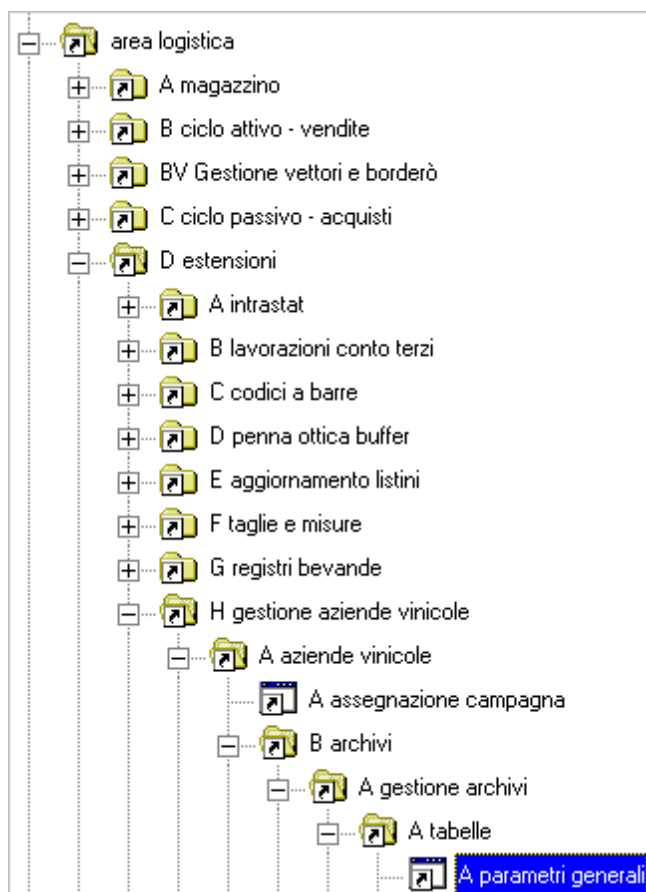 area logistica
A magazzino
B ciclo attivo - vendite
BV Gestione vettori e borderò
C ciclo passivo - acquisti
D estensioni
A intrastat
B lavorazioni conto terzi
C codici a barre
D penna ottica buffer
E aggiornamento listini
F taglie e misure
G registri bevande
H gestione aziende vinicole
A aziende vinicole
A assegnazione campagna
B archivi
A gestione archivi
A tabelle
A parametri generali